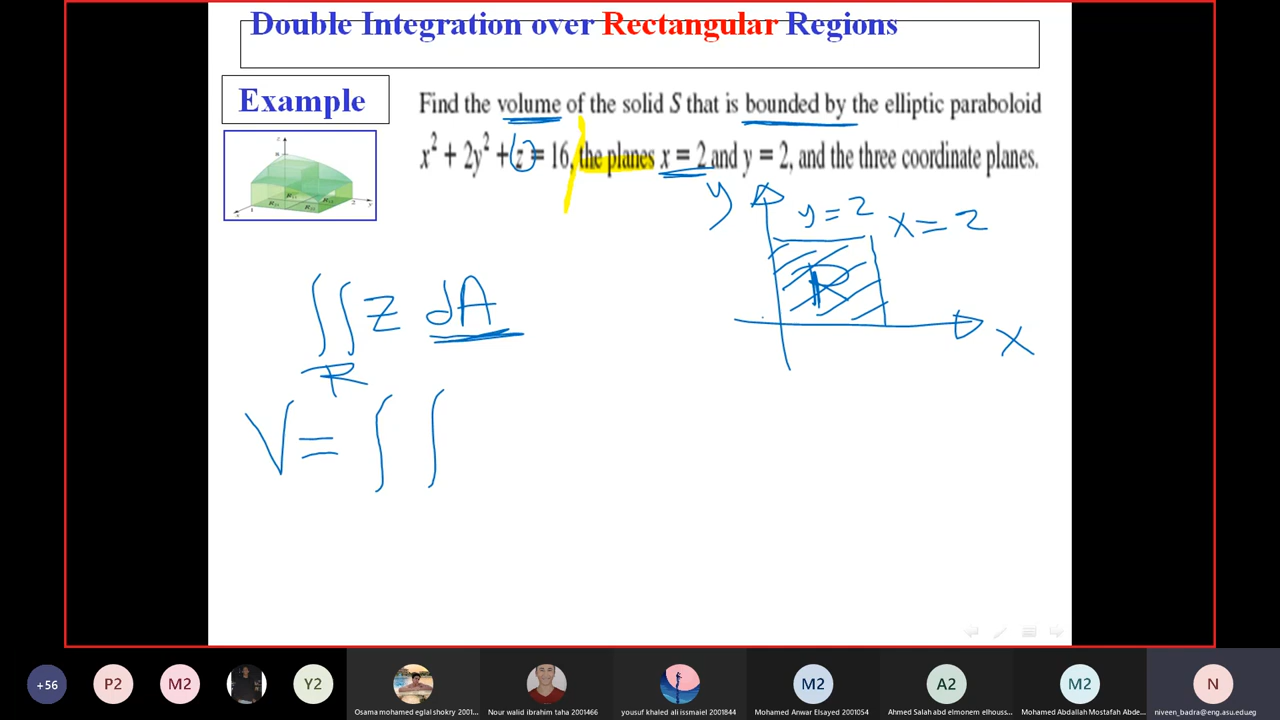 Double Integration over Rectangular Regions
Example
Find the volume of the solid S that is bounded by the elliptic paraboloid
x² + 2y² + z = 16, the planes x = 2 and y = 2, and the three coordinate planes.
y
y = 2
x = 2
R
x
∬ z dA
R
V = ∫ ∫
+56
P2
M2
Y2
Osama mohamed eglal shokry 2001...
Nour walid ibrahim taha 2001466
yousuf khaled ali issmaiel 2001844
M2
Mohamed Anwar Elsayed 2001054
A2
Ahmed Salah abd elmonem elhouss...
M2
Mohamed Abdallah Mostafah Abde...
N
niveen_badra@eng.asu.edueg